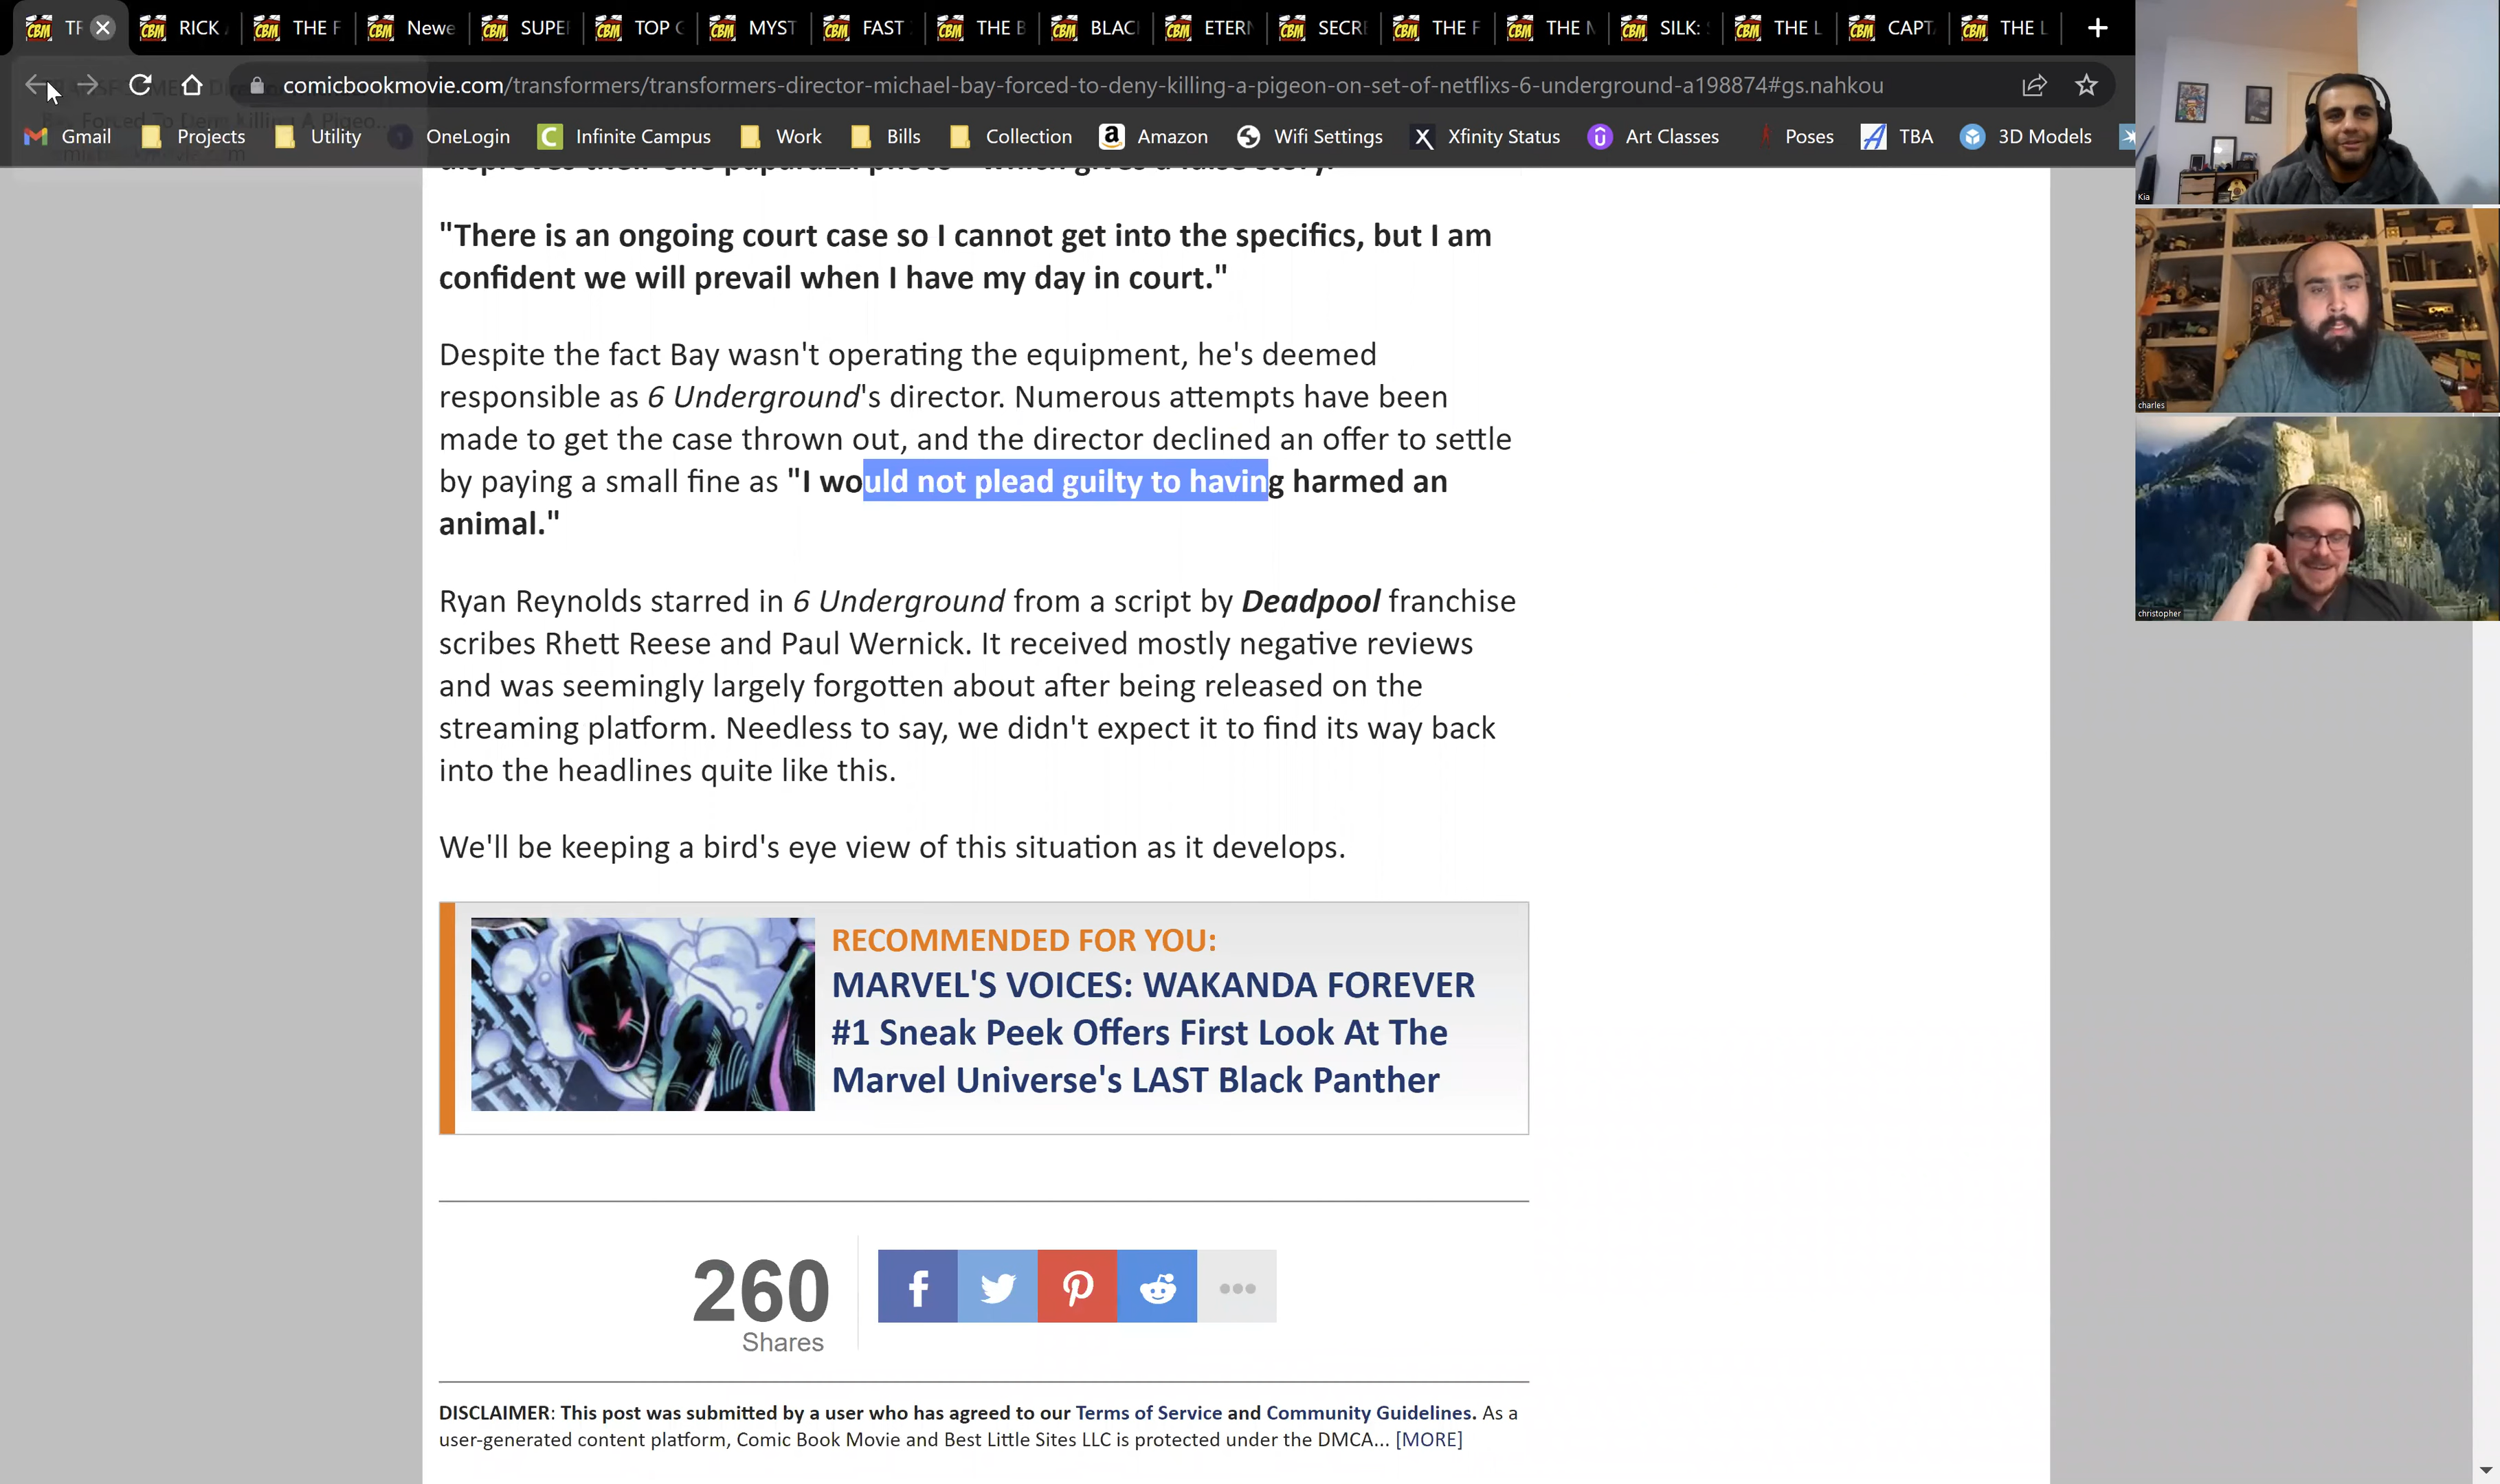 CBM TF
CBM RICK
CBM THE F
CBM Newe
CBM SUPE
CBM TOP
CBM MYST
CBM FAST
CBM THE B
CBM BLAC
CBM ETER
CBM SECR
CBM THE F
CBM THE
CBM SILK:
CBM THE L
CBM CAPT
CBM THE L
comicbookmovie.com/transformers/transformers-director-michael-bay-forced-to-deny-killing-a-pigeon-on-set-of-netflixs-6-underground-a198874#gs.nahkou
Gmail Projects Utility OneLogin Infinite Campus Work Bills Collection Amazon Wifi Settings Xfinity Status Art Classes Poses TBA 3D Models
"There is an ongoing court case so I cannot get into the specifics, but I am
confident we will prevail when I have my day in court."
Despite the fact Bay wasn't operating the equipment, he's deemed
responsible as 6 Underground's director. Numerous attempts have been
made to get the case thrown out, and the director declined an offer to settle
by paying a small fine as "I would not plead guilty to having harmed an
animal."
Ryan Reynolds starred in 6 Underground from a script by Deadpool franchise
scribes Rhett Reese and Paul Wernick. It received mostly negative reviews
and was seemingly largely forgotten about after being released on the
streaming platform. Needless to say, we didn't expect it to find its way back
into the headlines quite like this.
We'll be keeping a bird's eye view of this situation as it develops.
RECOMMENDED FOR YOU:
MARVEL'S VOICES: WAKANDA FOREVER
#1 Sneak Peek Offers First Look At The
Marvel Universe's LAST Black Panther
260
Shares
DISCLAIMER: This post was submitted by a user who has agreed to our Terms of Service and Community Guidelines. As a
user-generated content platform, Comic Book Movie and Best Little Sites LLC is protected under the DMCA... [MORE]
Kia
charles
christopher